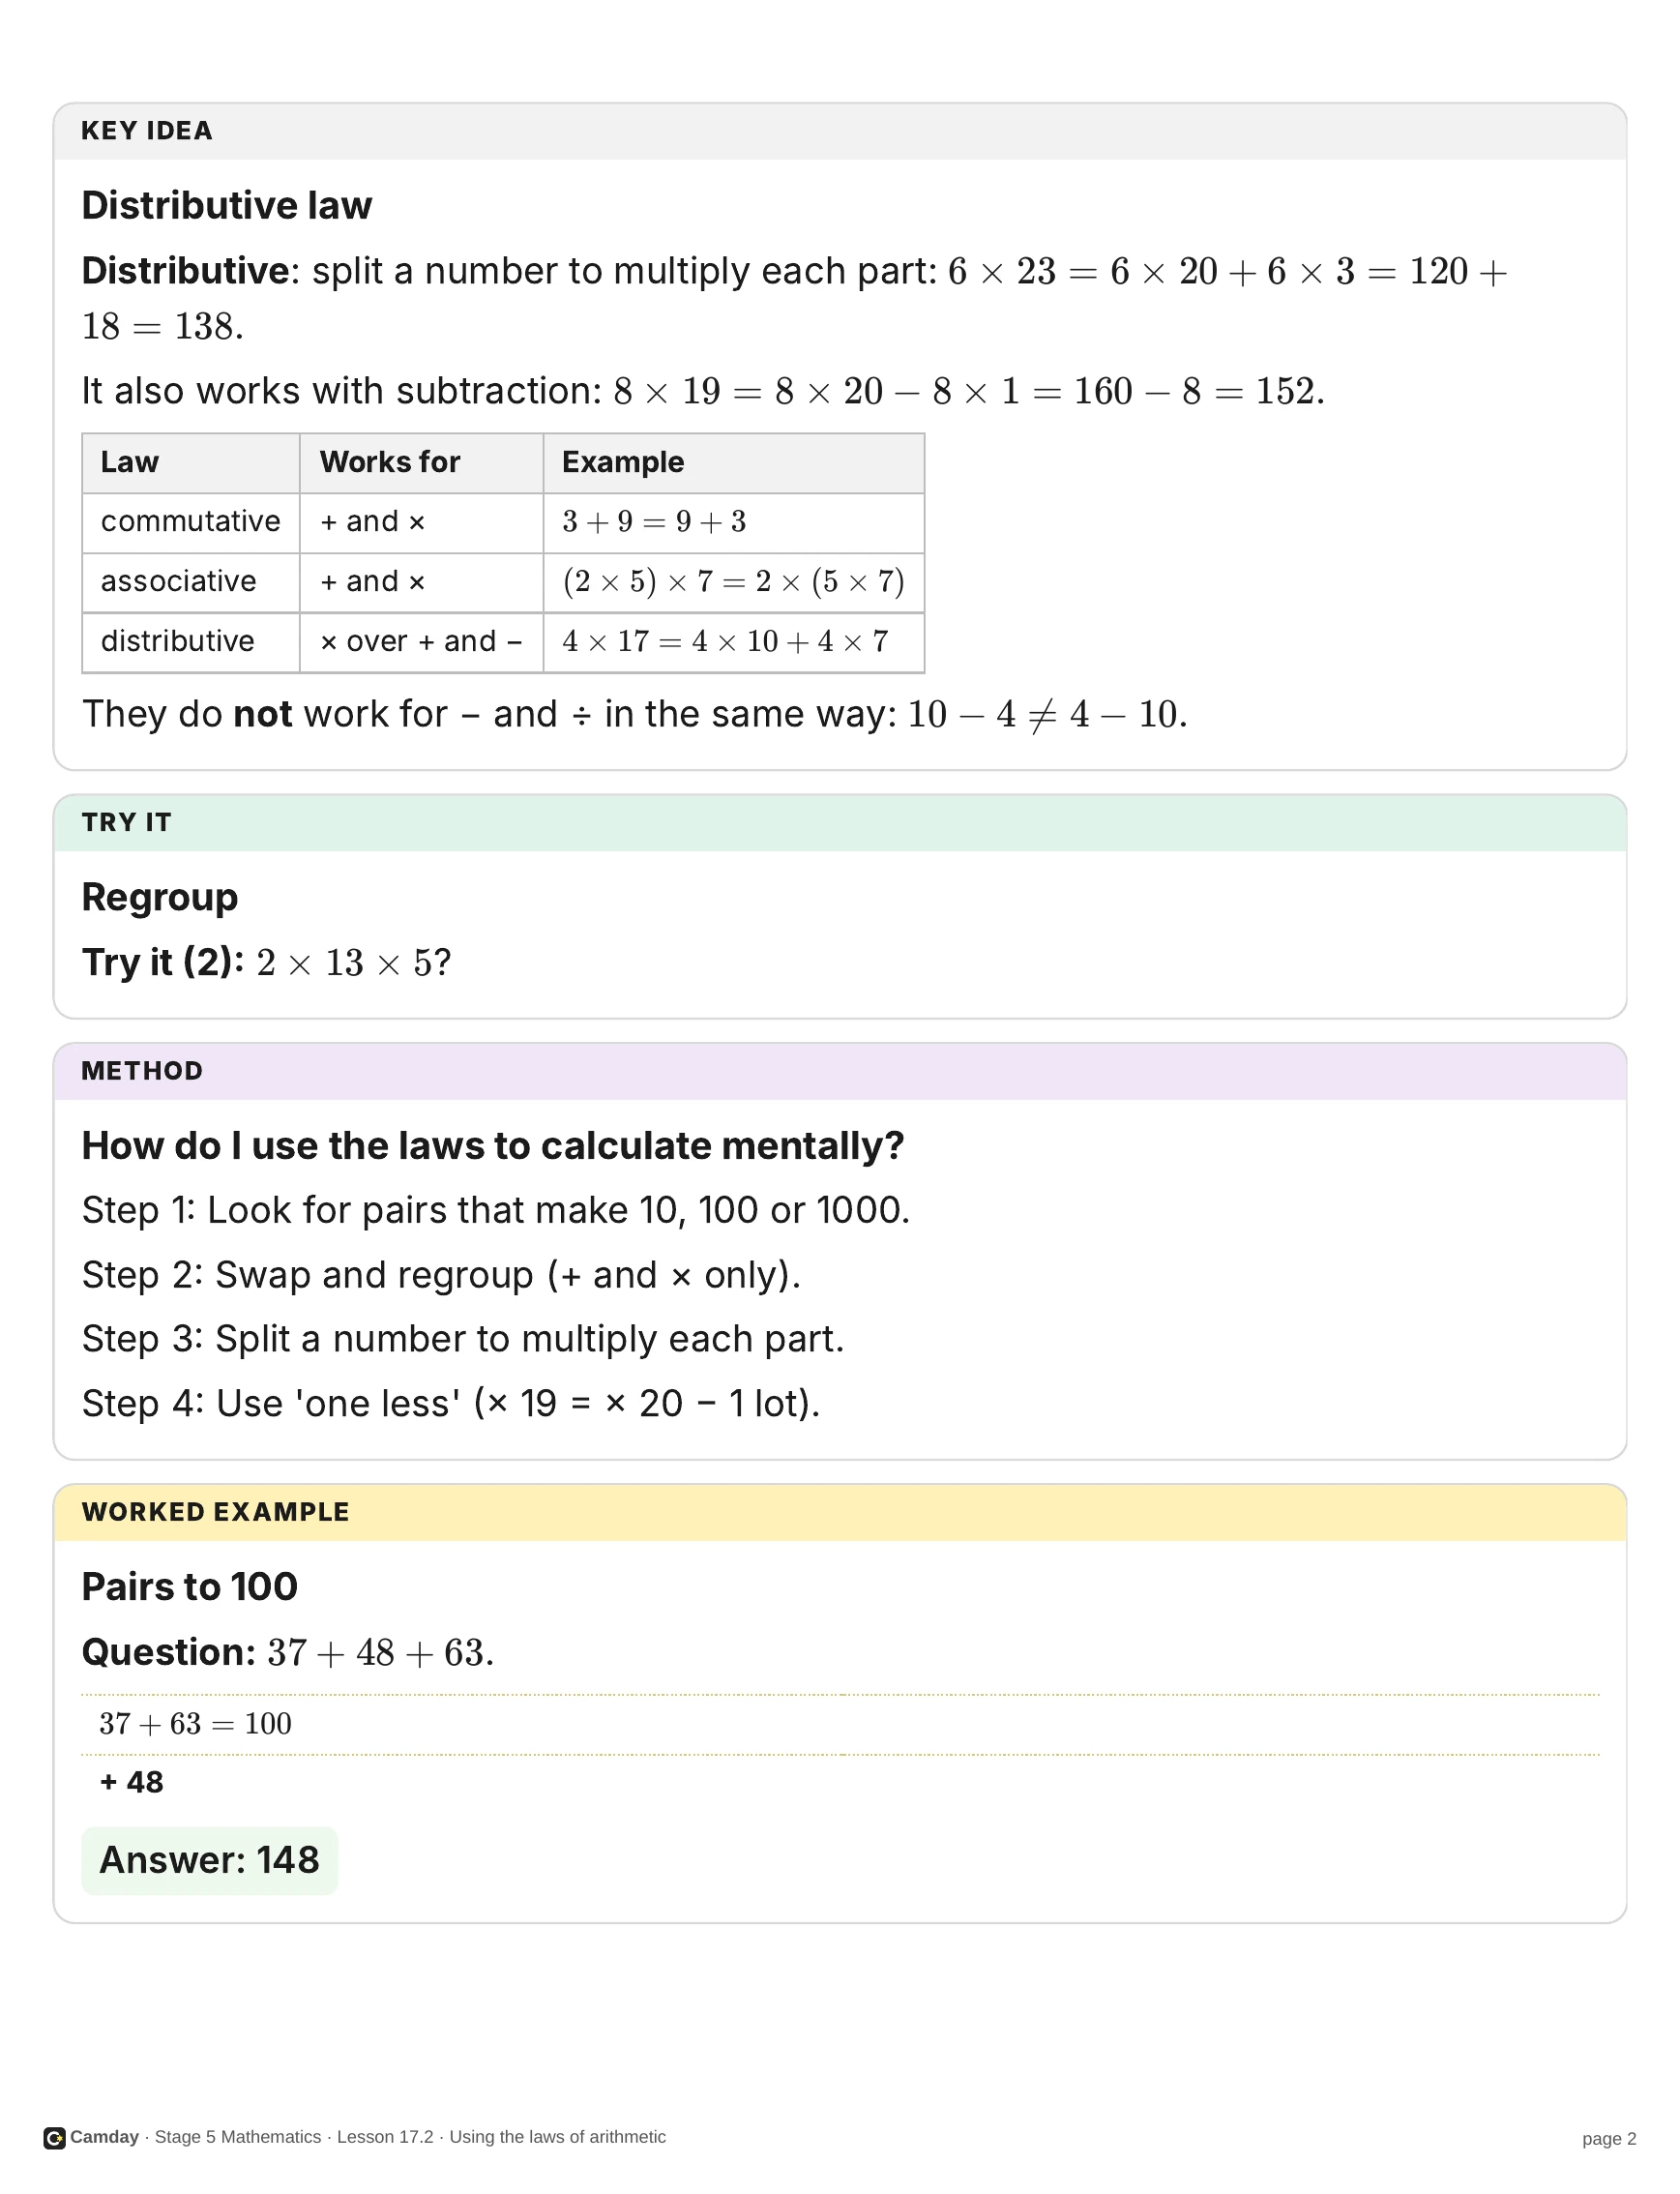 KEY IDEA
Distributive law
Distributive: split a number to multiply each part: 6 × 23 = 6 × 20 + 6 × 3 = 120 +
18 = 138.
It also works with subtraction: 8 × 19 = 8 × 20 − 8 × 1 = 160 − 8 = 152.
Law Works for Example
commutative + and × 3 + 9 = 9 + 3
associative + and × (2 × 5) × 7 = 2 × (5 × 7)
distributive × over + and − 4 × 17 = 4 × 10 + 4 × 7
They do not work for − and ÷ in the same way: 10 − 4 ≠ 4 − 10.
TRY IT
Regroup
Try it (2): 2 × 13 × 5?
METHOD
How do I use the laws to calculate mentally?
Step 1: Look for pairs that make 10, 100 or 1000.
Step 2: Swap and regroup (+ and × only).
Step 3: Split a number to multiply each part.
Step 4: Use 'one less' (× 19 = × 20 − 1 lot).
WORKED EXAMPLE
Pairs to 100
Question: 37 + 48 + 63.
37 + 63 = 100
+ 48
Answer: 148
Camday · Stage 5 Mathematics · Lesson 17.2 · Using the laws of arithmetic
page 2